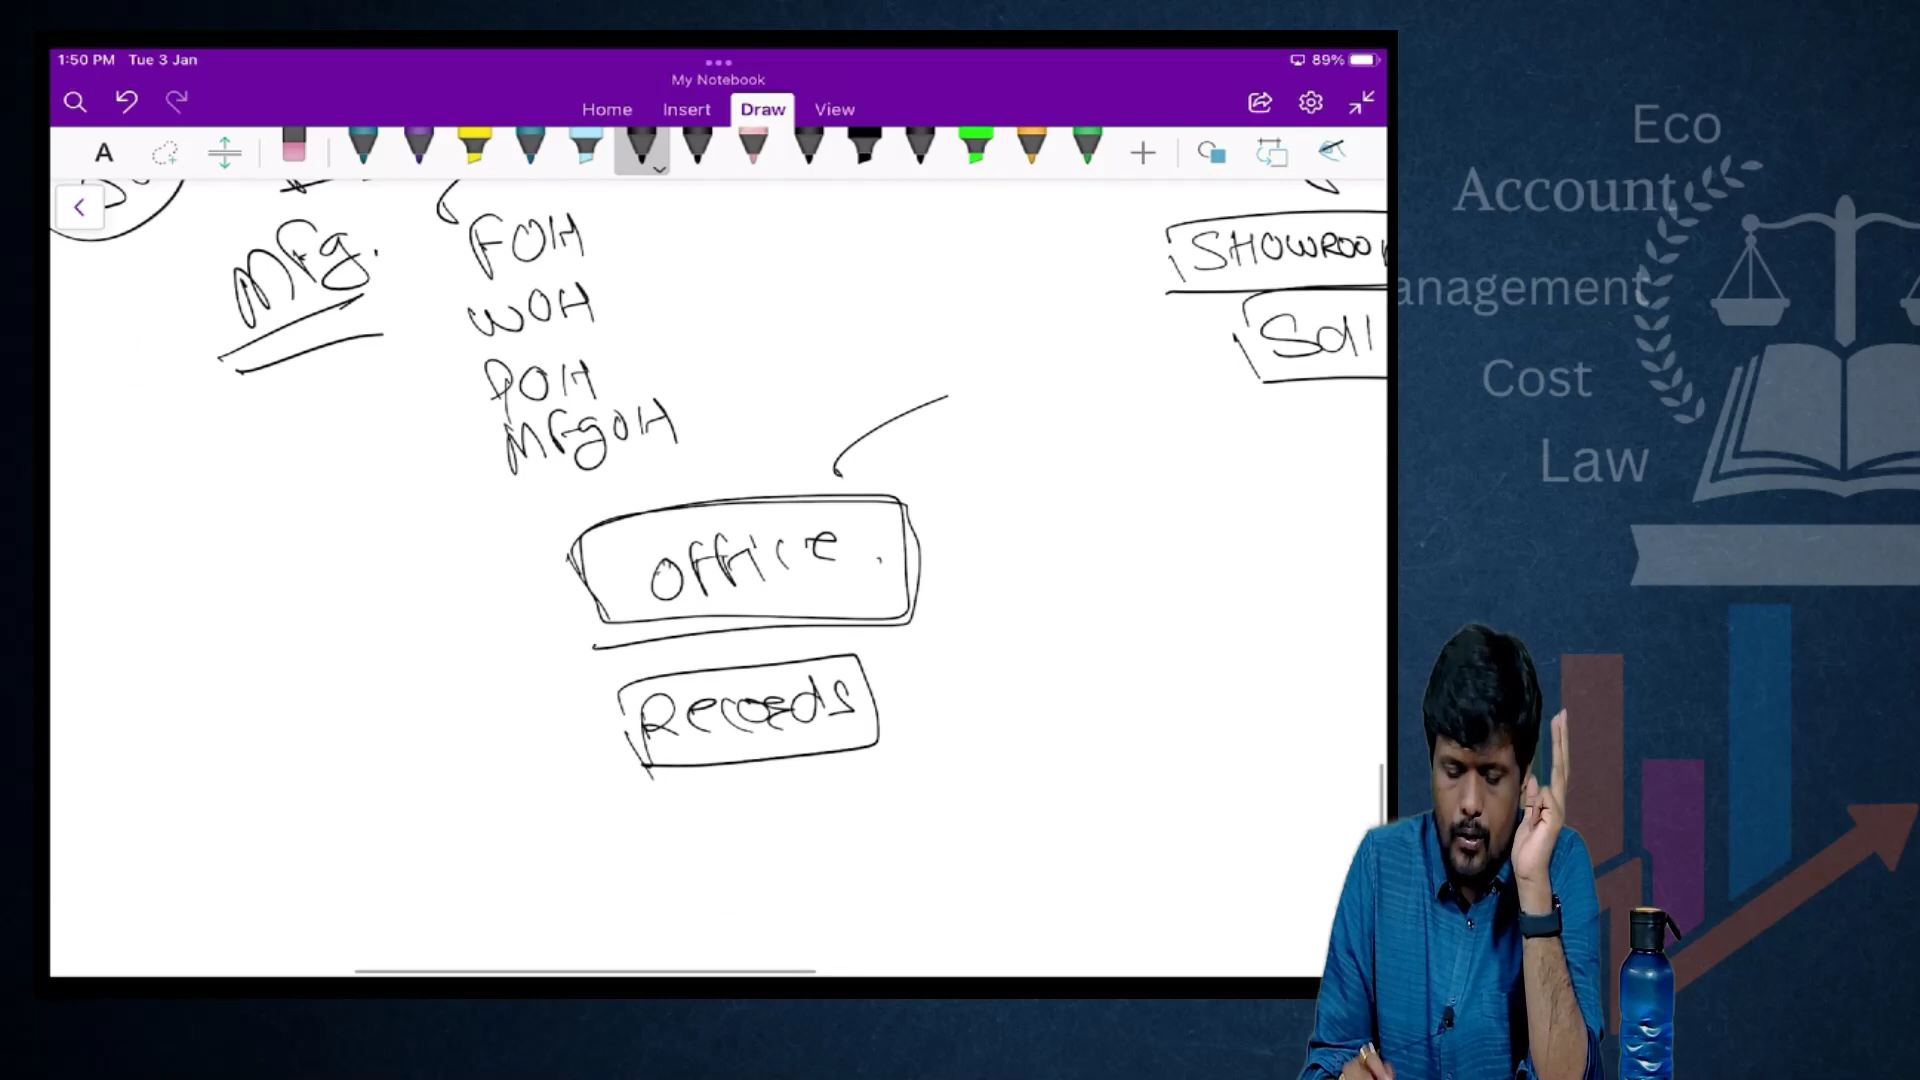 1:50 PM Tue 3 Jan
89%
My Notebook
Home Insert Draw View
A
Mfg.
FOH
WOH
POH
MfgOH
SHOWROO
Sal
Office.
Records
Eco
Account
anagement
Cost
Law